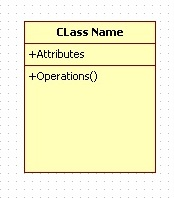 CLass Name
+Attributes
+Operations()